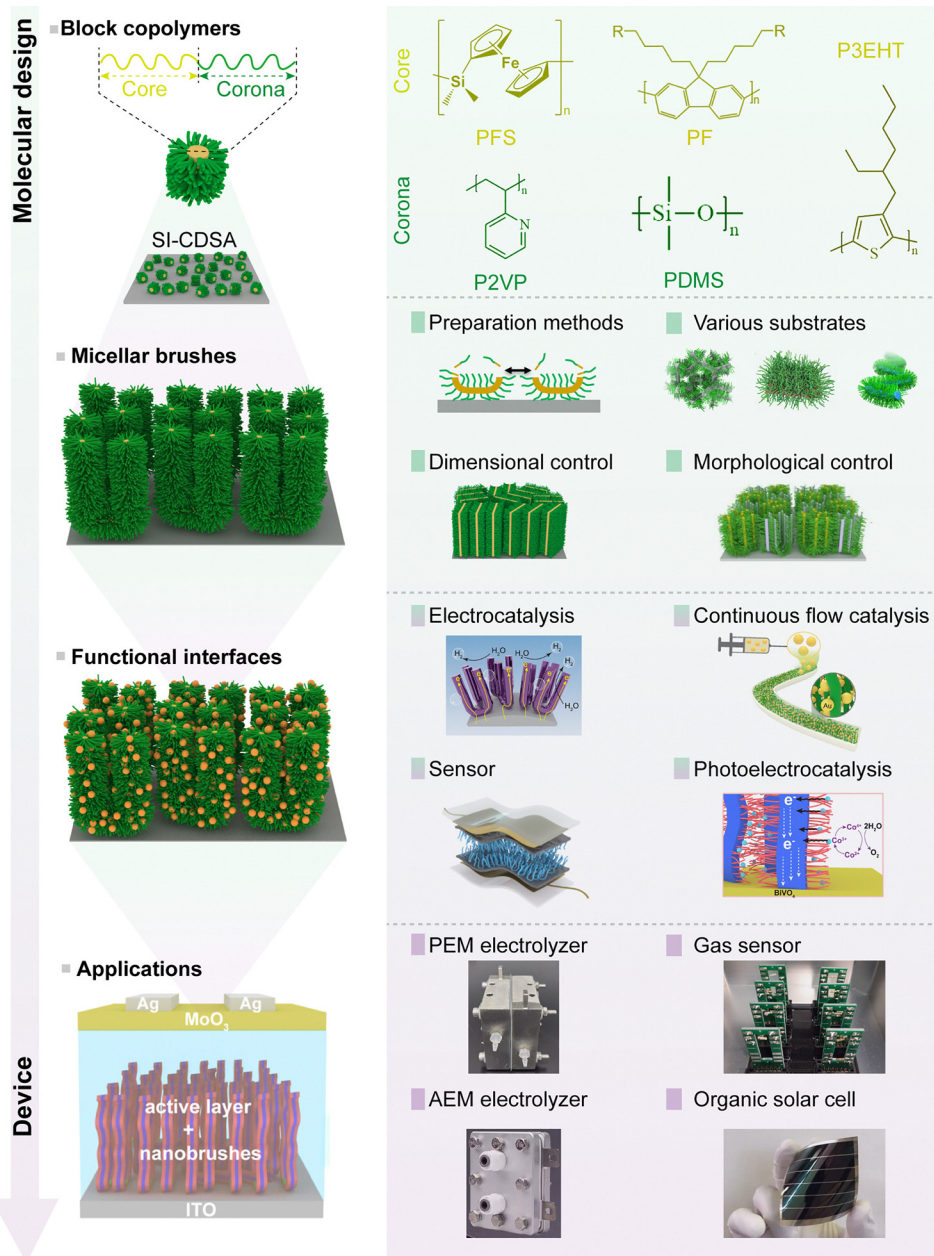 Molecular design
Block copolymers
Core
Corona
SI-CDSA
Core
Si
Fe
n
PFS
R
R
n
PF
P3EHT
S
n
Corona
n
N
P2VP
Si
O
n
PDMS
Micellar brushes
Preparation methods
Various substrates
Dimensional control
Morphological control
Functional interfaces
Electrocatalysis
H₂
H₂O
H₂O
H₂
H₂
H₂O
Continuous flow catalysis
Au
Sensor
Photoelectrocatalysis
e⁻
e⁻
Co³⁺
Co²⁺
2H₂O
O₂
BiVO₄
Applications
Ag
Ag
MoO₃
active layer
+
nanobrushes
ITO
Device
PEM electrolyzer
Gas sensor
AEM electrolyzer
Organic solar cell